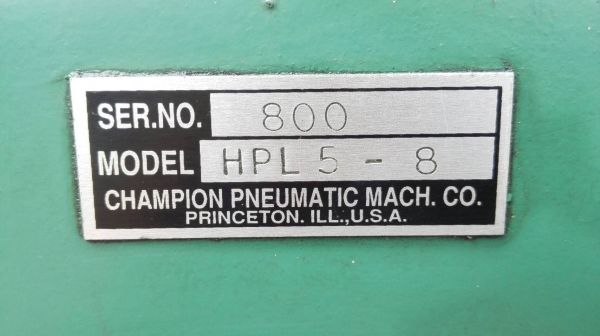 SER.NO. 800
MODEL HPL 5 - 8
CHAMPION PNEUMATIC MACH. CO.
PRINCETON. ILL.,U.S.A.